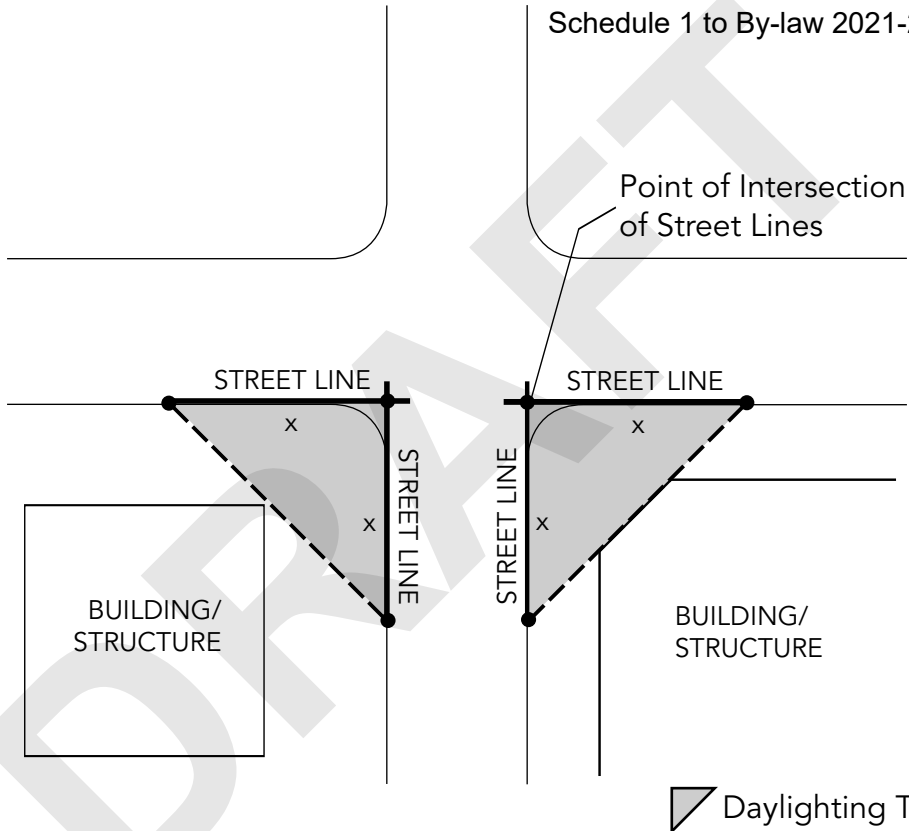 Schedule 1 to By-law 2021-
Point of Intersection
of Street Lines
STREET LINE
STREET LINE
x
x
STREET LINE
STREET LINE
x
x
BUILDING/
STRUCTURE
BUILDING/
STRUCTURE
Daylighting
DRAFT